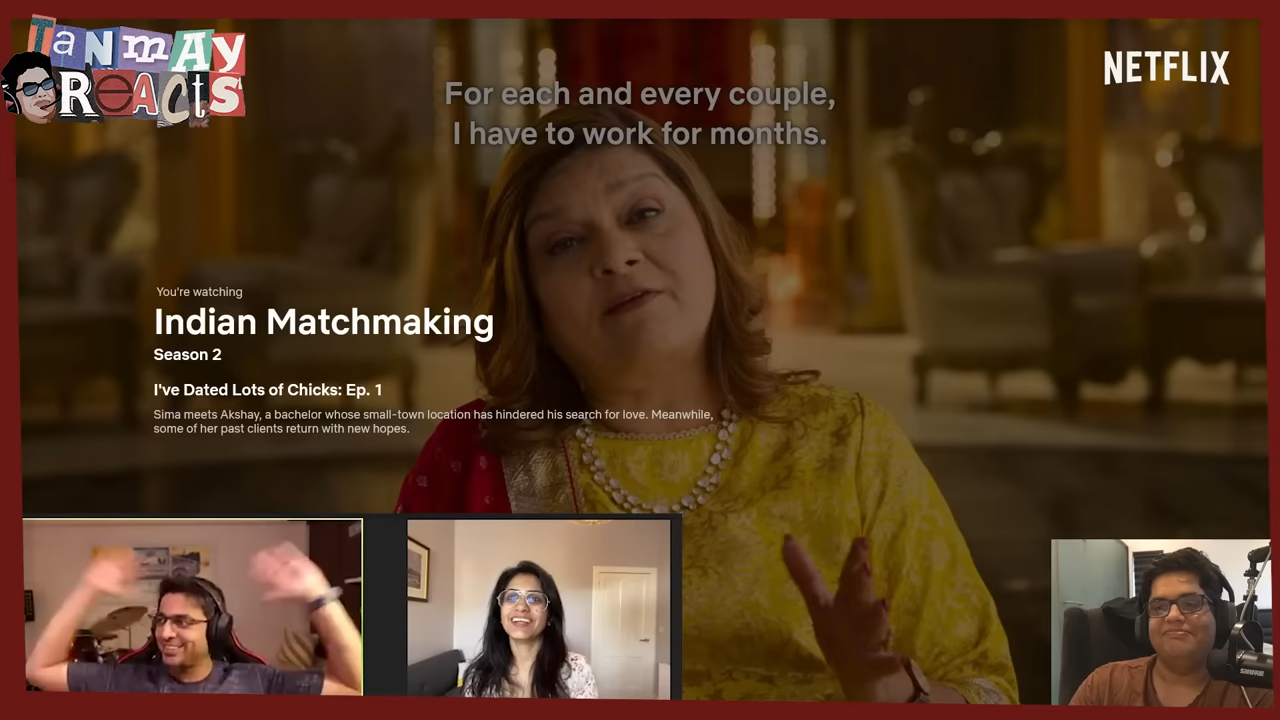 TaNmAy
ReActs
NETFLIX
For each and every couple,
I have to work for months.
You're watching
Indian Matchmaking
Season 2
I've Dated Lots of Chicks: Ep. 1
Sima meets Akshay, a bachelor whose small-town location has hindered his search for love. Meanwhile,
some of her past clients return with new hopes.
SHURE